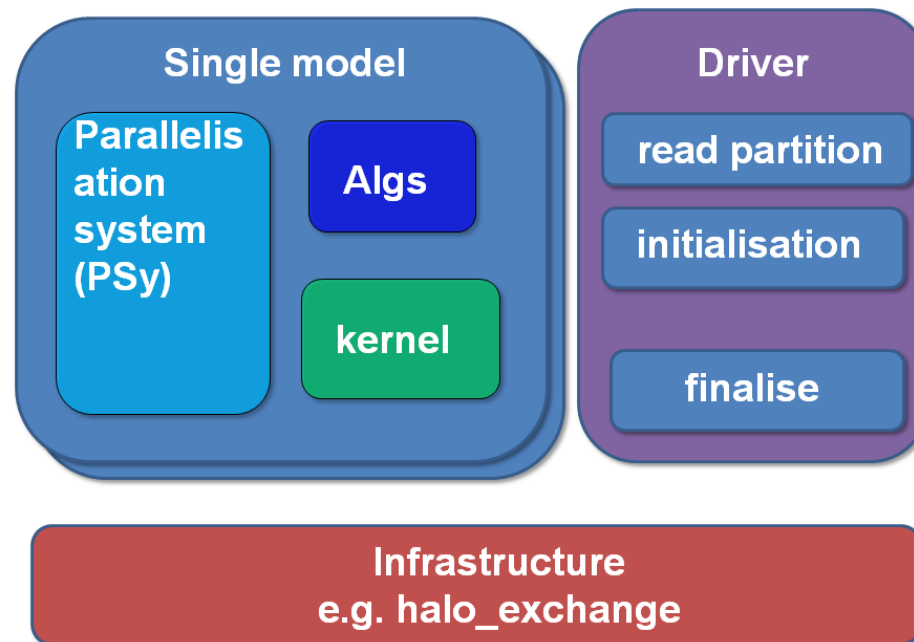 Single model
Parallelis
ation
system
(PSy)
Algs
kernel
Driver
read partition
initialisation
finalise
Infrastructure
e.g. halo_exchange